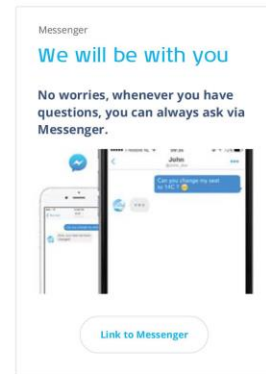 Messenger
We will be with you
No worries, whenever you have
questions, you can always ask via
Messenger.
John
Can you change my seat
to 14C ?
Link to Messenger